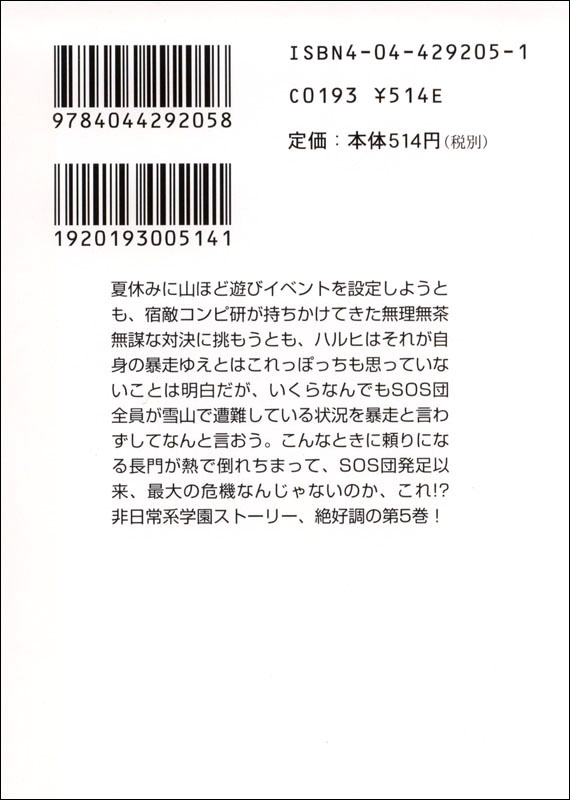 9784044292058
1920193005141
ISBN4-04-429205-1
C0193 ¥514E
定価：本体514円（税別）
夏休みに山ほど遊びイベントを設定しようと
も、宿敵コンピ研が持ちかけてきた無理無茶
無謀な対決に挑もうとも、ハルヒはそれが自
身の暴走ゆえとはこれっぽっちも思っていな
いことは明白だが、いくらなんでもSOS団
全員が雪山で遭難している状況を暴走と言わ
ずしてなんと言おう。こんなときに頼りにな
る長門が熱で倒れちまって、SOS団発足以
来、最大の危機なんじゃないのか、これ!?
非日常系学園ストーリー、絶好調の第5巻！